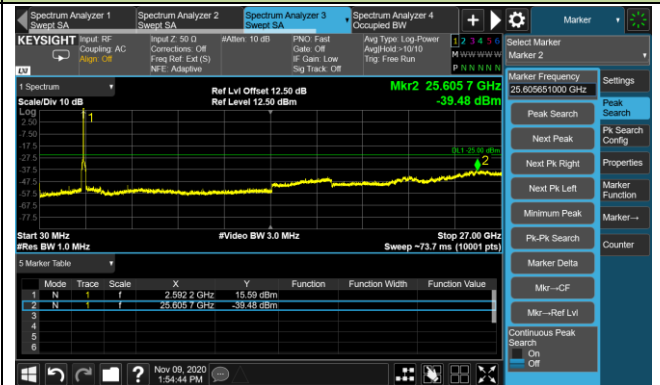 Spectrum Analyzer 1
Swept SA
Spectrum Analyzer 2
Swept SA
Spectrum Analyzer 3
Swept SA
Spectrum Analyzer 4
Occupied BW
Marker
KEYSIGHT
Input: RF
Coupling: AC
Align: Off
Input Z: 50 Ω
Corrections: Off
Freq Ref: Ext (S)
NFE: Adaptive
#Atten: 10 dB
PNO: Fast
Gate: Off
IF Gain: Low
Sig Track: Off
Avg Type: Log-Power
Avg|Hold:>10/10
Trig: Free Run
1 2 3 4 5 6
M W W W W W
P N N N N N
LXI
Select Marker
Marker 2
Marker Frequency
25.605651000 GHz
Settings
Peak Search
Next Peak
Next Pk Right
Next Pk Left
Minimum Peak
Pk-Pk Search
Marker Delta
Mkr→CF
Mkr→Ref Lvl
Continuous Peak
Search
On
Off
Peak
Search
Pk Search
Config
Properties
Marker
Function
Marker→
Counter
1 Spectrum
Scale/Div 10 dB
Ref Lvl Offset 12.50 dB
Ref Level 12.50 dBm
Mkr2 25.605 7 GHz
-39.48 dBm
Log
2.50
-7.50
-17.5
-27.5
-37.5
-47.5
-57.5
-67.5
-77.5
1
DL1 -25.00 dBm
2
Start 30 MHz
#Res BW 1.0 MHz
#Video BW 3.0 MHz
Stop 27.00 GHz
Sweep ~73.7 ms (10001 pts)
5 Marker Table
Mode Trace Scale X Y Function Function Width Function Value
1 N 1 f 2.592 2 GHz 15.59 dBm
2 N 1 f 25.605 7 GHz -39.48 dBm
3
4
5
6
Nov 09, 2020
1:54:44 PM